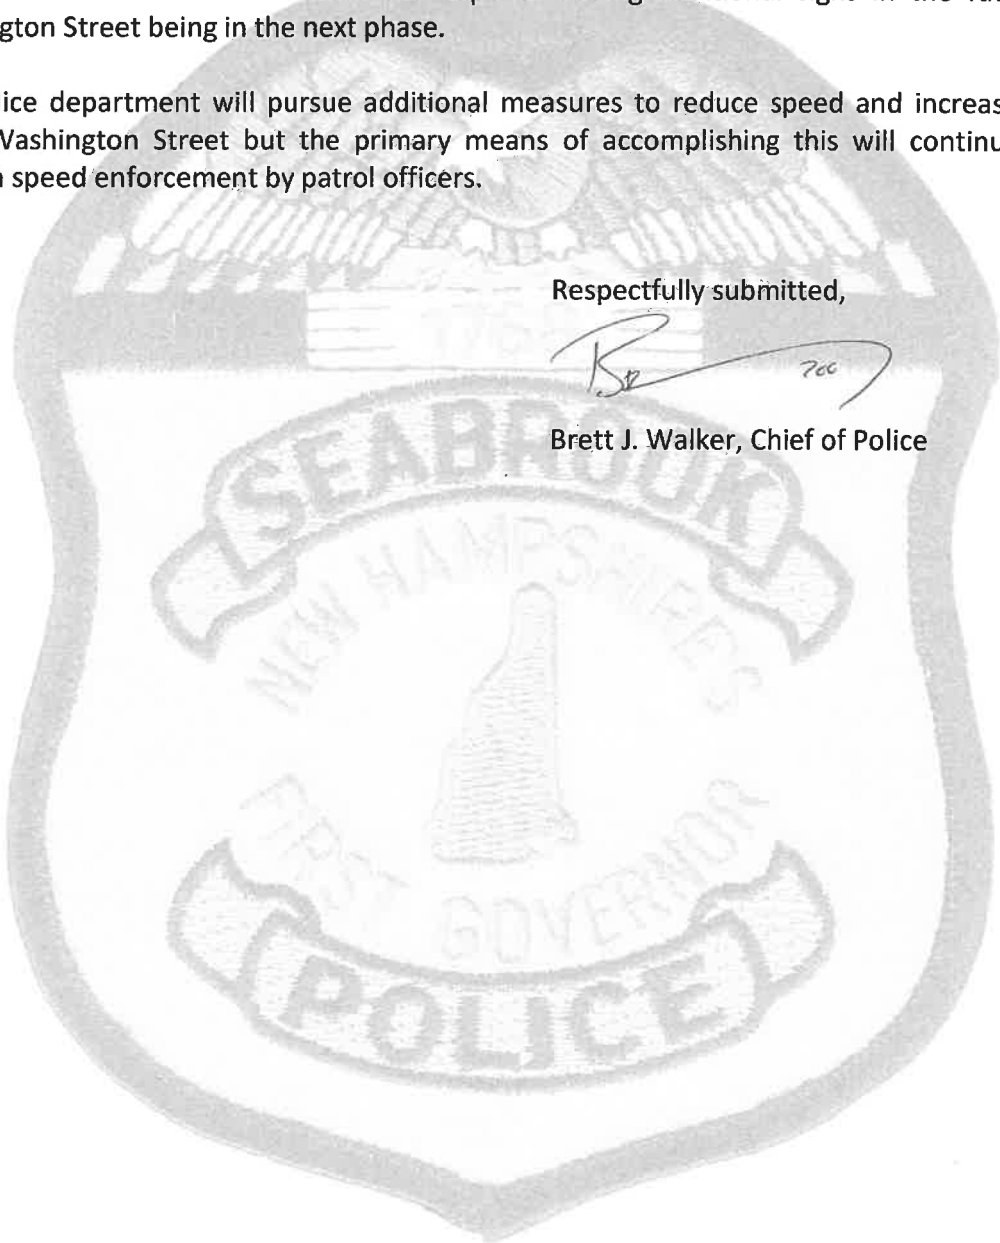 gton Street being in the next phase.
ice department will pursue additional measures to reduce speed and increas
Washington Street but the primary means of accomplishing this will continu
speed enforcement by patrol officers.
Respectfully submitted,
Brett J. Walker, Chief of Police
SEABROOK
NEW HAMPSHIRES
FIRST GOVERNOR
POLICE